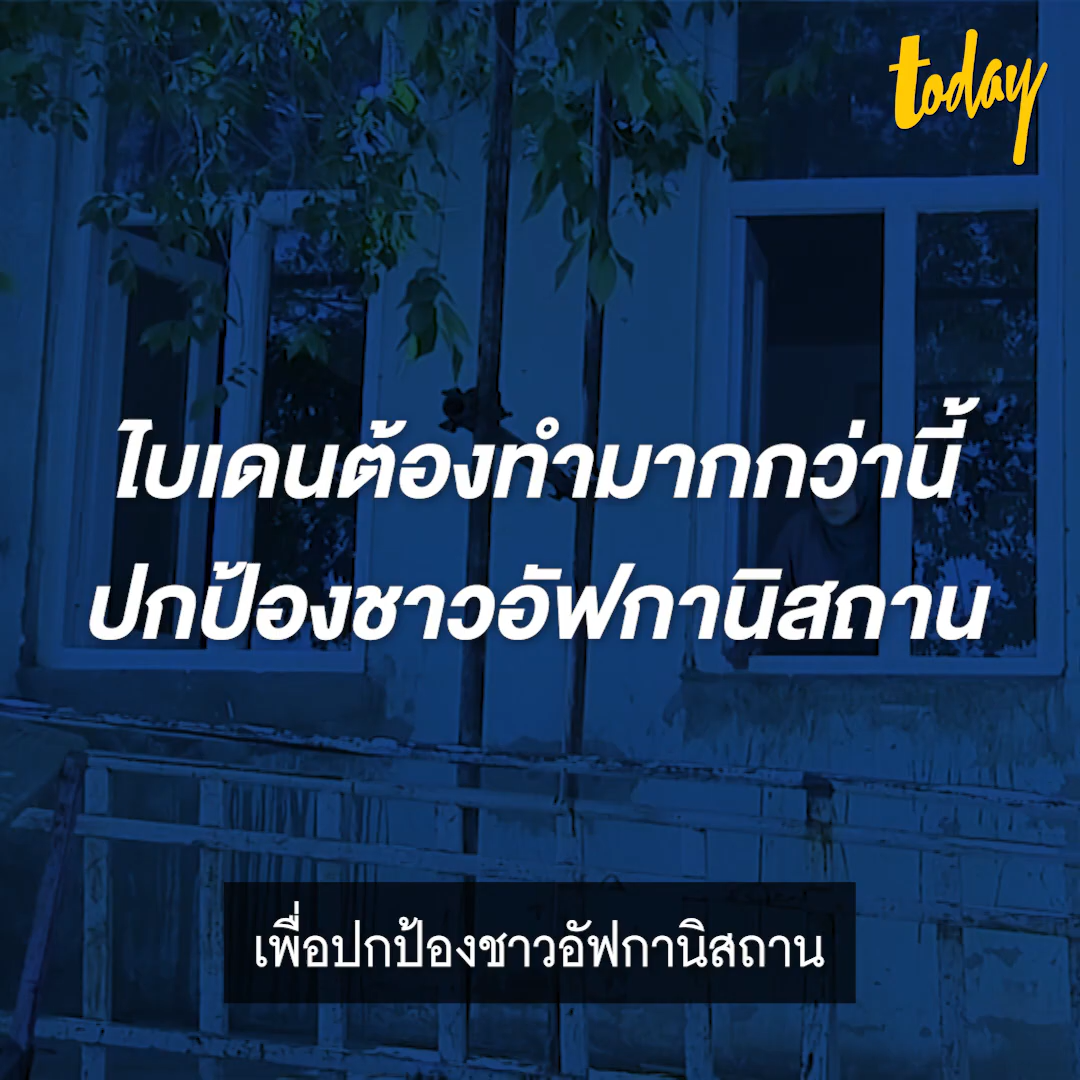 today
ไบเดนต้องทำมากกว่านี้
ปกป้องชาวอัฟกานิสถาน
เพื่อปกป้องชาวอัฟกานิสถาน